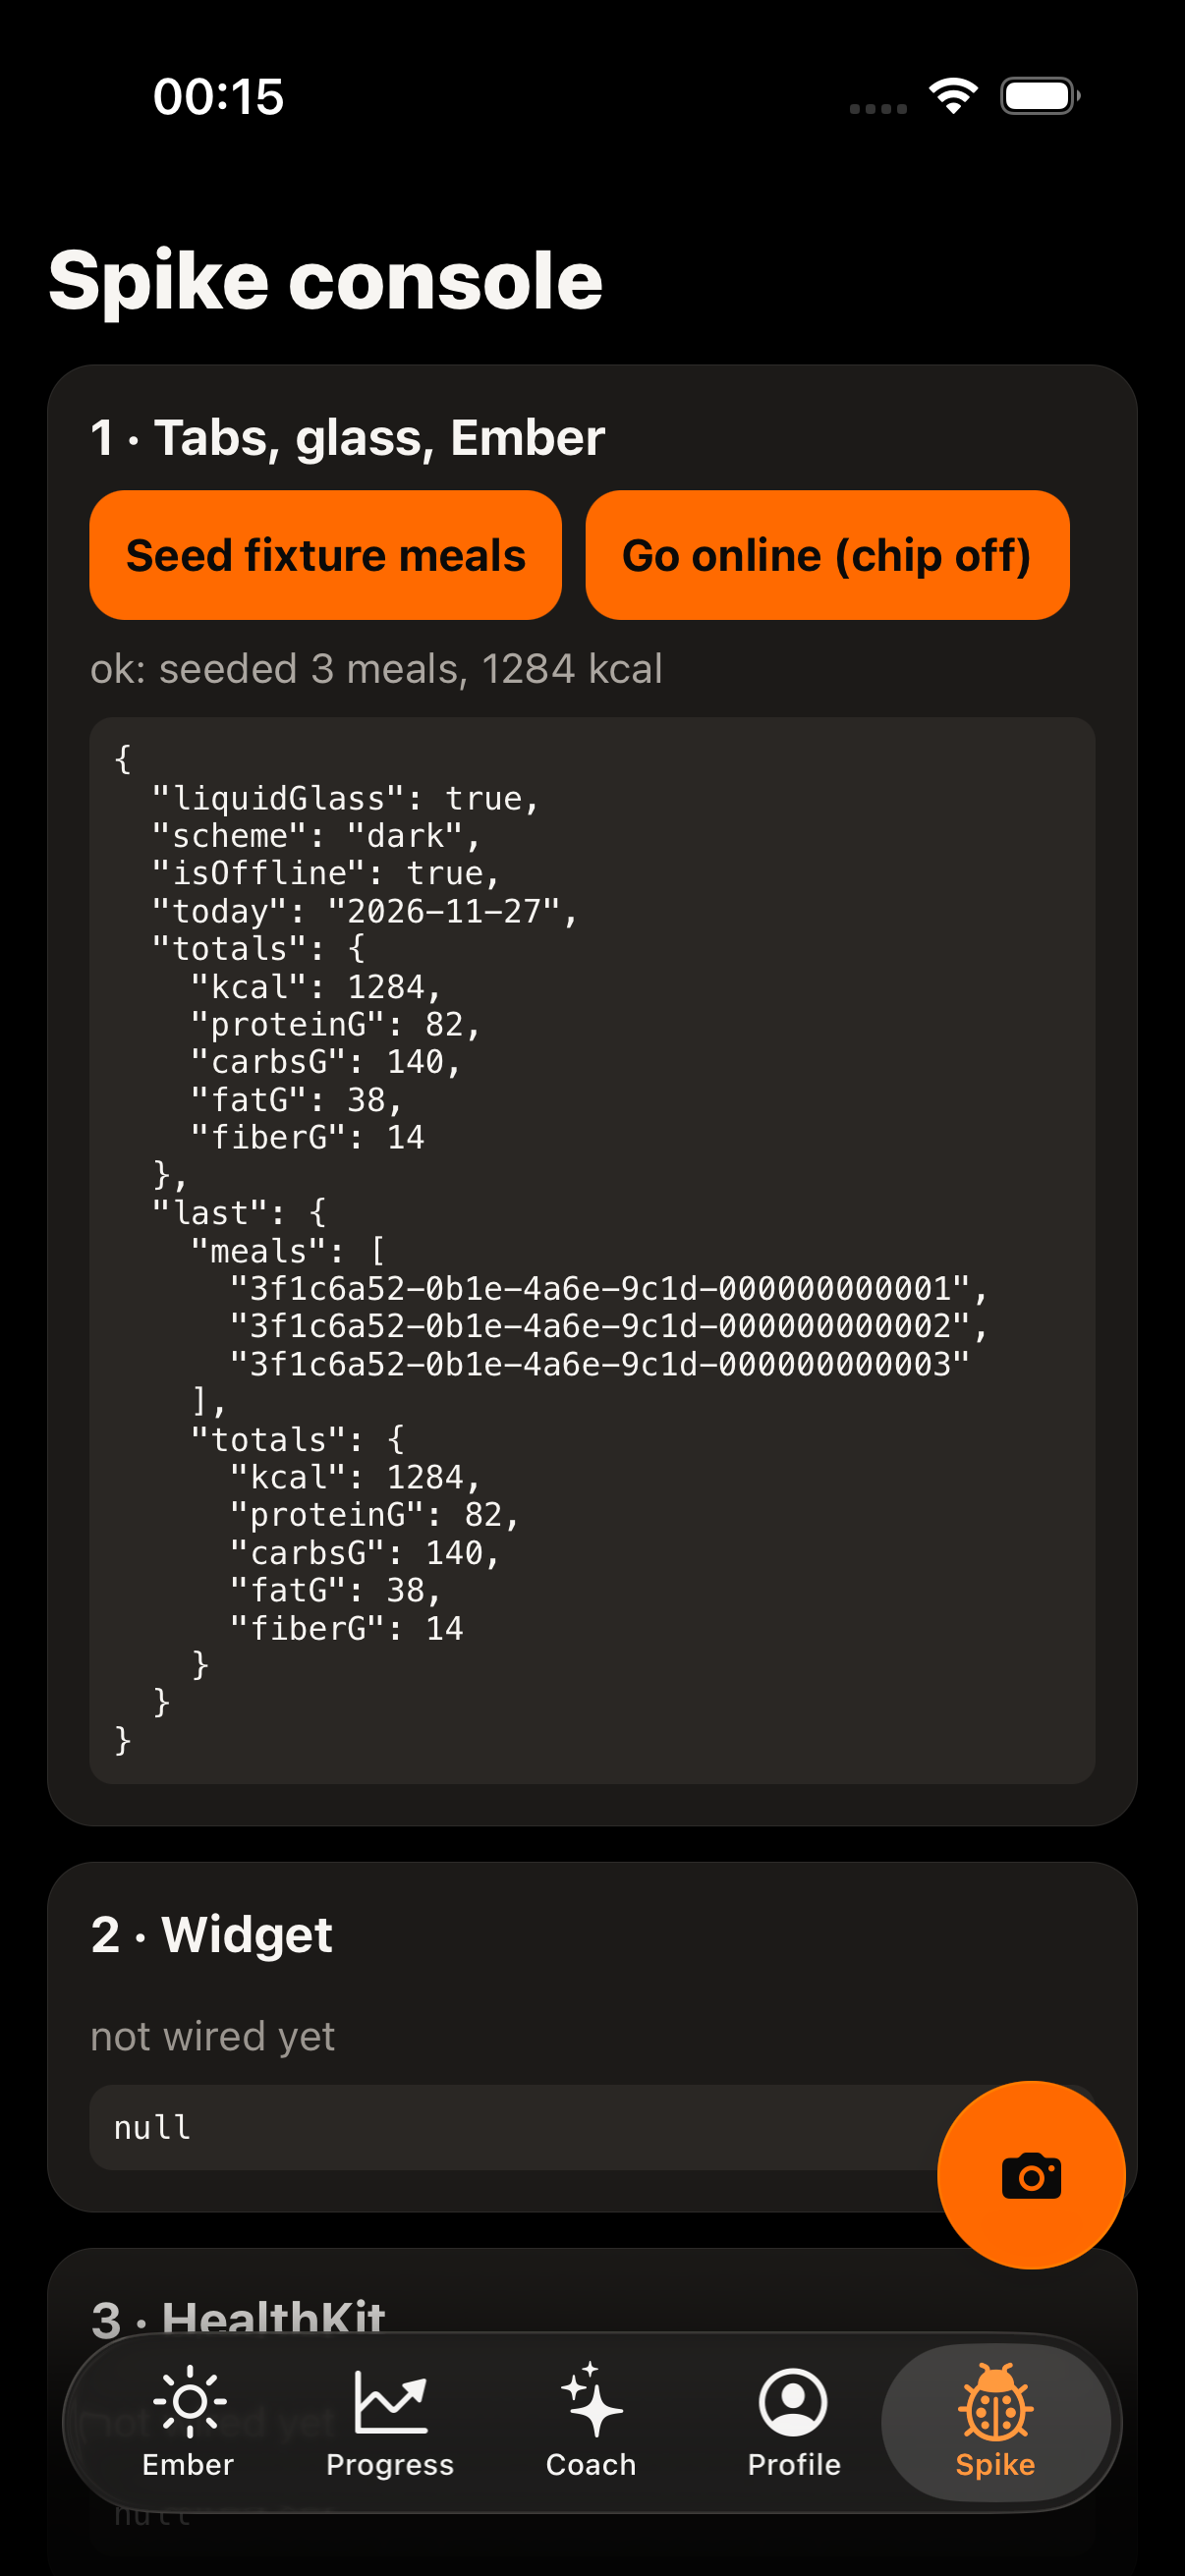 00:15
Spike console
1 · Tabs, glass, Ember
Seed fixture meals
Go online (chip off)
ok: seeded 3 meals, 1284 kcal
{
  "liquidGlass": true,
  "scheme": "dark",
  "isOffline": true,
  "today": "2026-11-27",
  "totals": {
    "kcal": 1284,
    "proteinG": 82,
    "carbsG": 140,
    "fatG": 38,
    "fiberG": 14
  },
  "last": {
    "meals": [
      "3f1c6a52-0b1e-4a6e-9c1d-000000000001",
      "3f1c6a52-0b1e-4a6e-9c1d-000000000002",
      "3f1c6a52-0b1e-4a6e-9c1d-000000000003"
    ],
    "totals": {
      "kcal": 1284,
      "proteinG": 82,
      "carbsG": 140,
      "fatG": 38,
      "fiberG": 14
    }
  }
}
2 · Widget
not wired yet
null
3 · HealthKit
not wired yet
Ember
Progress
Coach
Profile
Spike
null